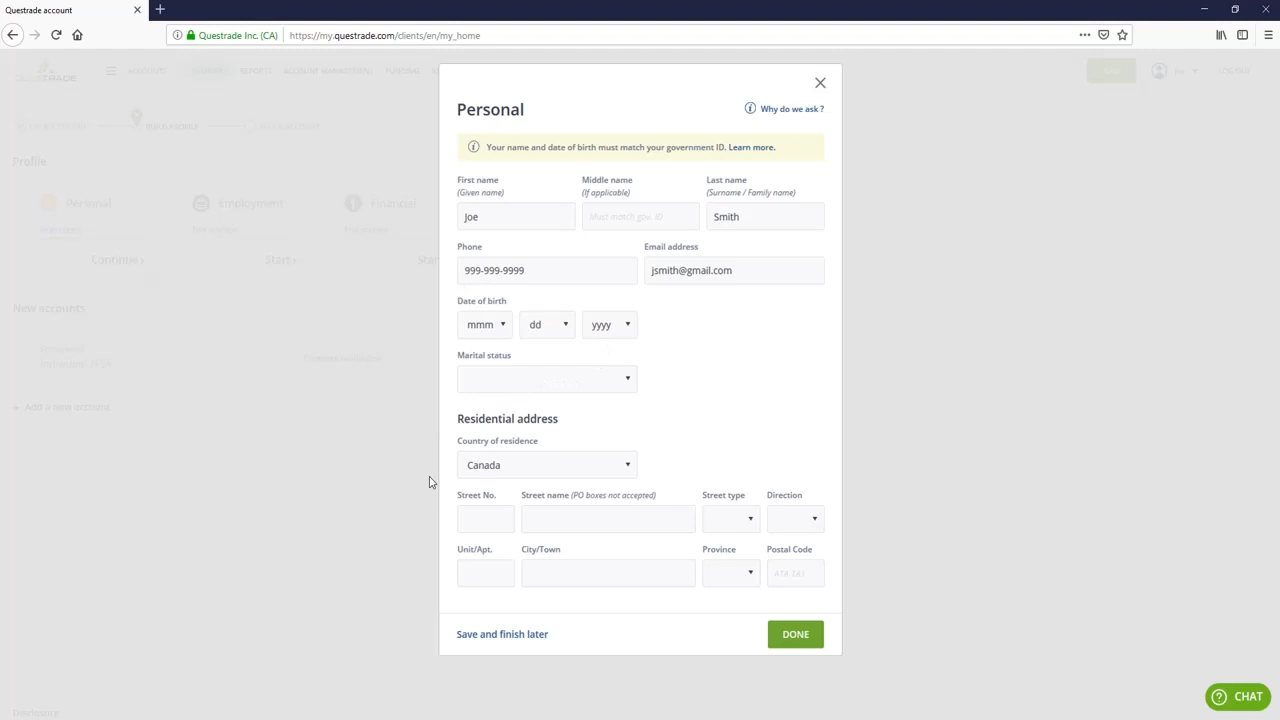 Questrade account
Questrade Inc. (CA)
https://my.questrade.com/clients/en/my_home
REPORTS
ACCOUNT MANAGEMENT
FUNDING
Profile
Personal
Employment
Financial
Continue ›
Start ›
New accounts
+ Add a new account
Personal
Why do we ask ?
Your name and date of birth must match your government ID. Learn more.
First name
(Given name)
Middle name
(If applicable)
Last name
(Surname / Family name)
Joe
Must match gov. ID
Smith
Phone
Email address
999-999-9999
jsmith@gmail.com
Date of birth
mmm
dd
yyyy
Marital status
Residential address
Country of residence
Canada
Street No.
Street name (PO boxes not accepted)
Street type
Direction
Unit/Apt.
City/Town
Province
Postal Code
A1A 1A1
Save and finish later
DONE
CHAT